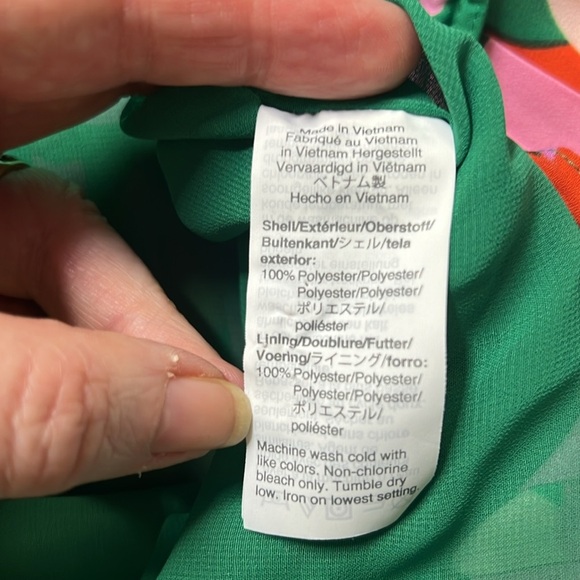 Made in Vietnam
Fabriqué au Vietnam
in Vietnam Hergestellt
Vervaardigd in Viëtnam
ベトナム製
Hecho en Vietnam
Shell/Extérieur/Oberstoff/
Buitenkant/シェル/tela
exterior:
100% Polyester/Polyester/
Polyester/Polyester/
ポリエステル/
poliéster
Lining/Doublure/Futter/
Voering/ライニング/forro:
100% Polyester/Polyester/
Polyester/Polyester/
ポリエステル/
poliéster
Machine wash cold with
like colors. Non-chlorine
bleach only. Tumble dry
low. Iron on lowest setting